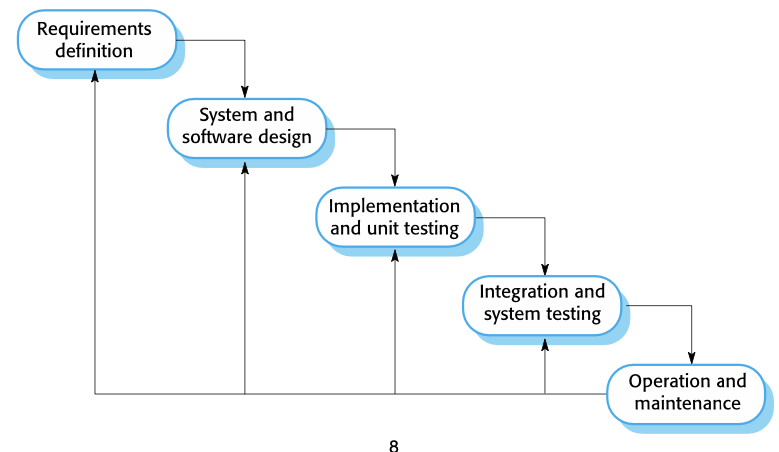 Requirements
definition
System and
software design
Implementation
and unit testing
Integration and
system testing
Operation and
maintenance
8